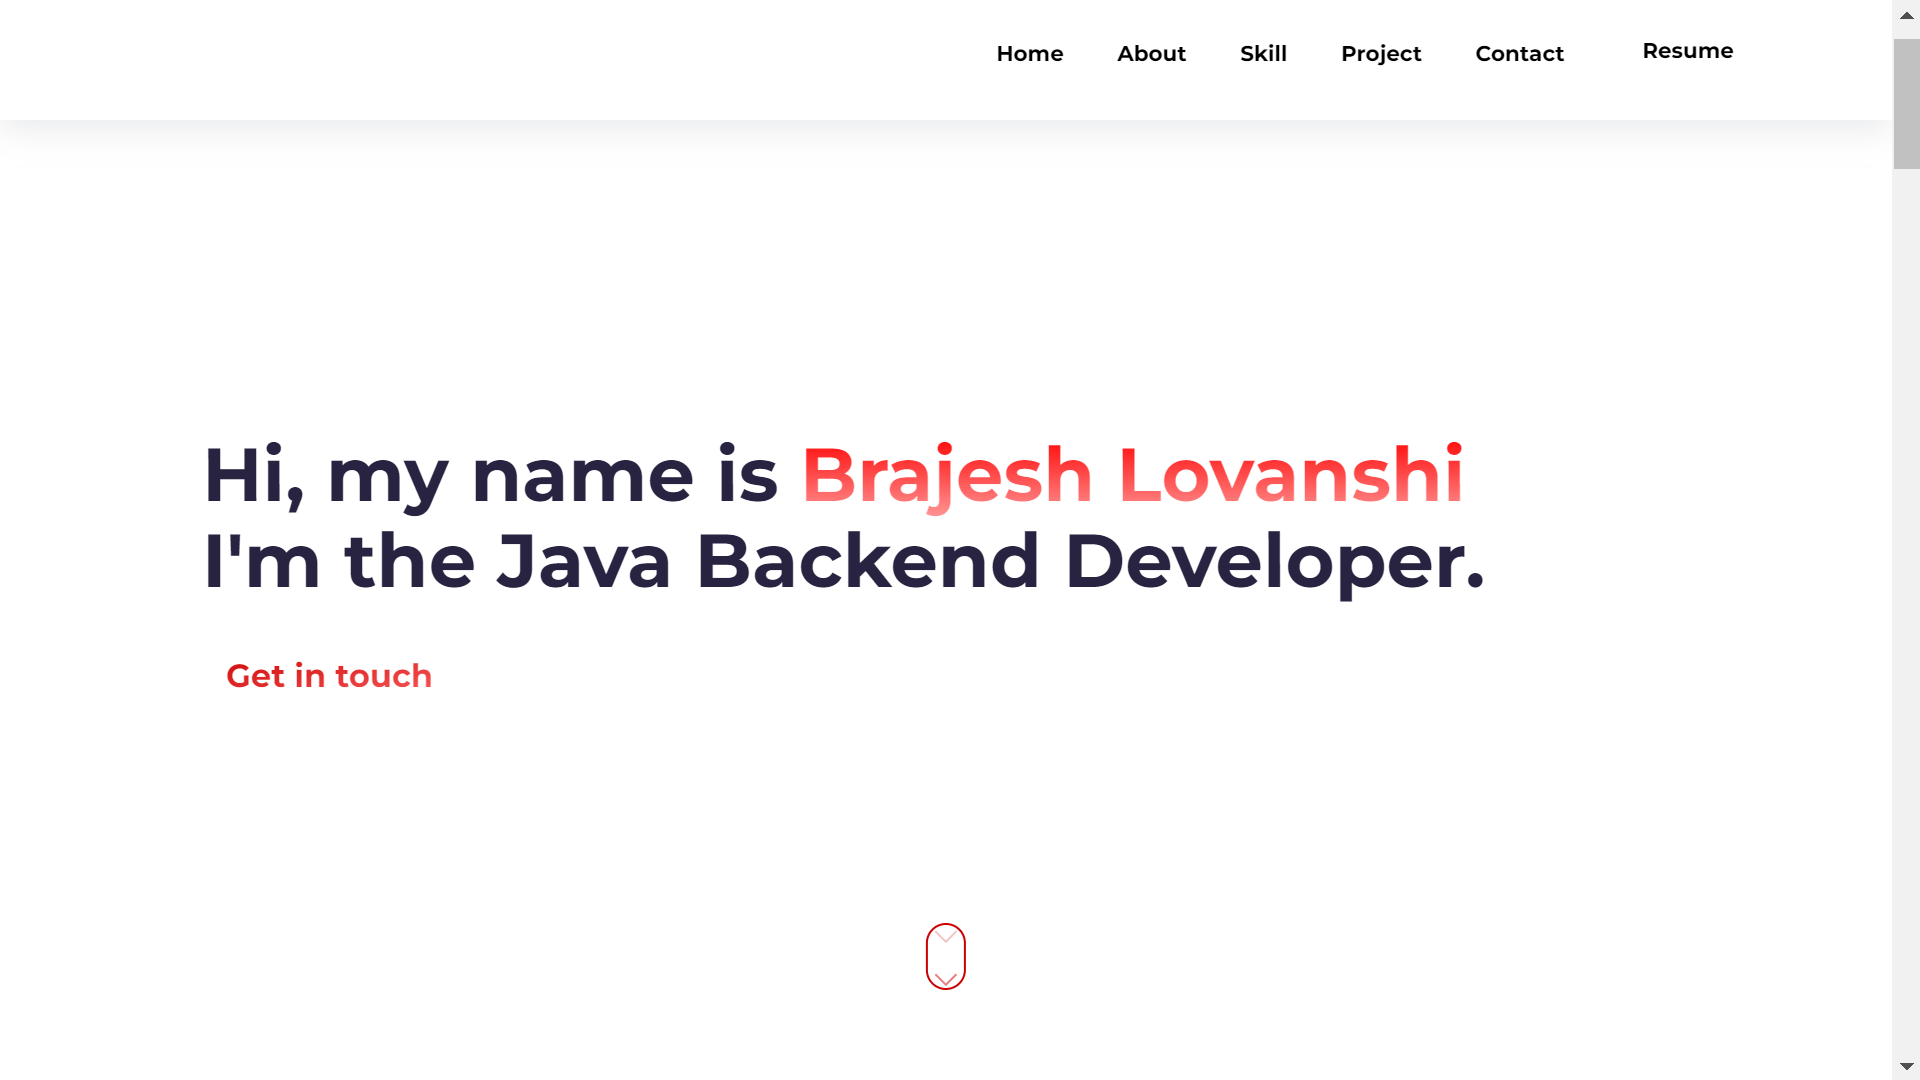 Home About Skill Project Contact Resume
Hi, my name is Brajesh Lovanshi
I'm the Java Backend Developer.
Get in touch